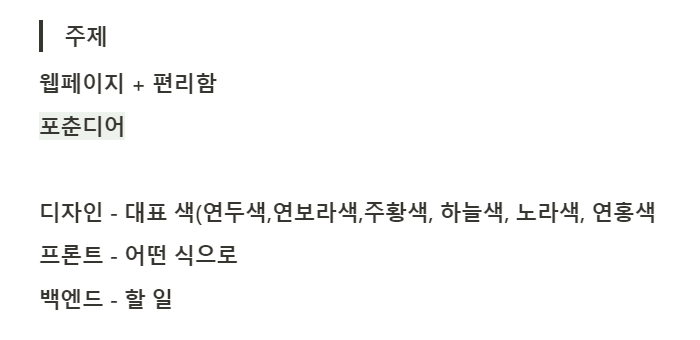 주제
웹페이지 + 편리함
포춘디어
디자인 - 대표 색(연두색,연보라색,주황색, 하늘색, 노라색, 연홍색
프론트 - 어떤 식으로
백엔드 - 할 일